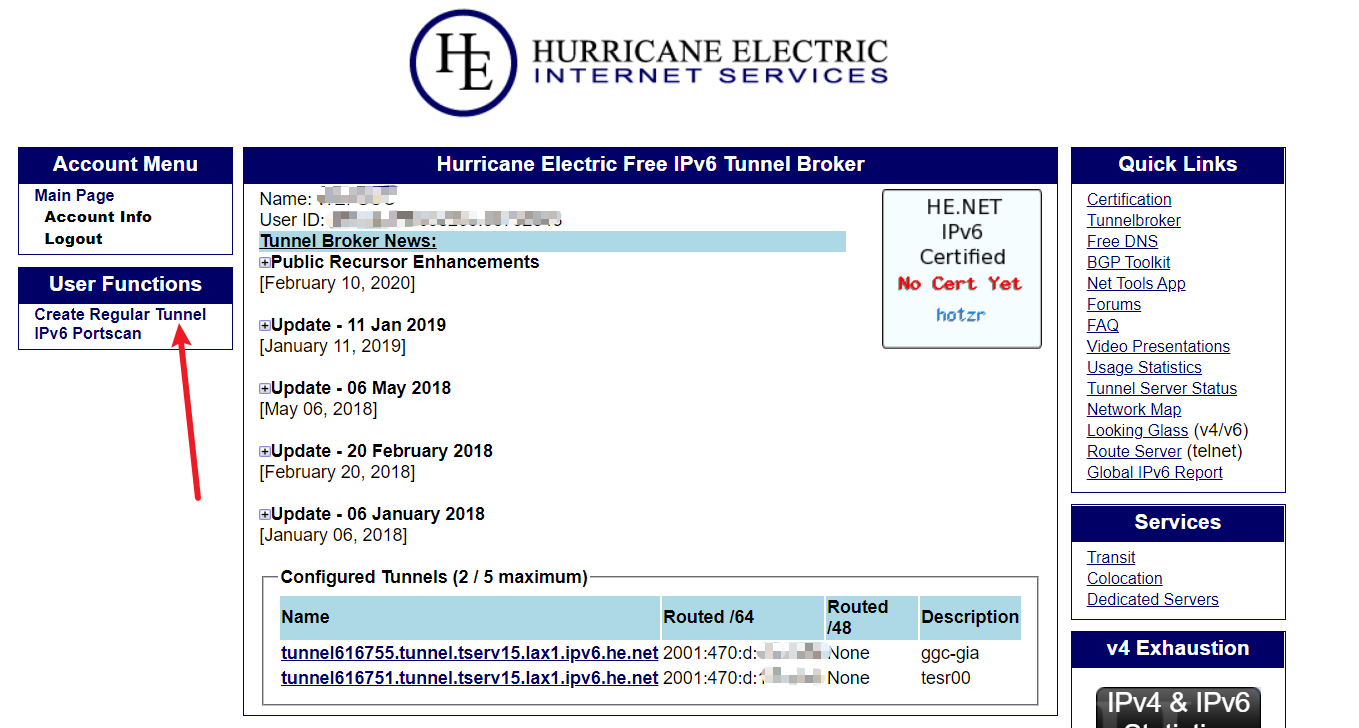 HE
HURRICANE ELECTRIC
INTERNET SERVICES
Account Menu
Main Page
Account Info
Logout
User Functions
Create Regular Tunnel
IPv6 Portscan
Hurricane Electric Free IPv6 Tunnel Broker
Name:
User ID:
Tunnel Broker News:
Public Recursor Enhancements
[February 10, 2020]
Update - 11 Jan 2019
[January 11, 2019]
Update - 06 May 2018
[May 06, 2018]
Update - 20 February 2018
[February 20, 2018]
Update - 06 January 2018
[January 06, 2018]
HE.NET
IPv6
Certified
No Cert Yet
hotzr
Configured Tunnels (2 / 5 maximum)
Name Routed /64 Routed /48 Description
tunnel616755.tunnel.tserv15.lax1.ipv6.he.net 2001:470:d: None ggc-gia
tunnel616751.tunnel.tserv15.lax1.ipv6.he.net 2001:470:d: None tesr00
Quick Links
Certification
Tunnelbroker
Free DNS
BGP Toolkit
Net Tools App
Forums
FAQ
Video Presentations
Usage Statistics
Tunnel Server Status
Network Map
Looking Glass (v4/v6)
Route Server (telnet)
Global IPv6 Report
Services
Transit
Colocation
Dedicated Servers
v4 Exhaustion
IPv4 & IPv6